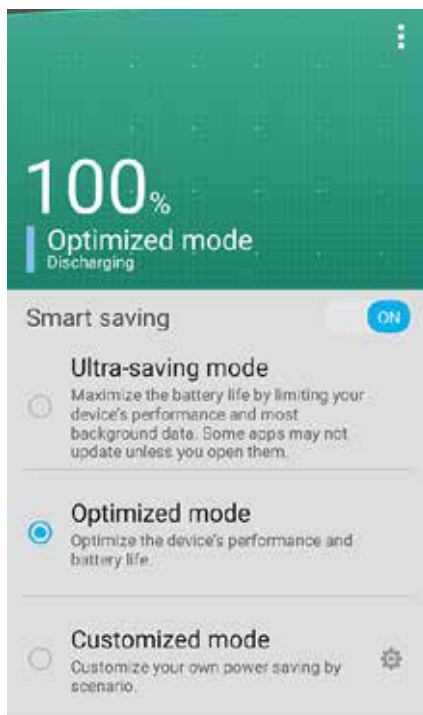 100%
Optimized mode
Discharging
Smart saving
ON
Ultra-saving mode
Maximize the battery life by limiting your
device's performance and most
background data. Some apps may not
update unless you open them.
Optimized mode
Optimize the device's performance and
battery life.
Customized mode
Customize your own power saving by
scenario.